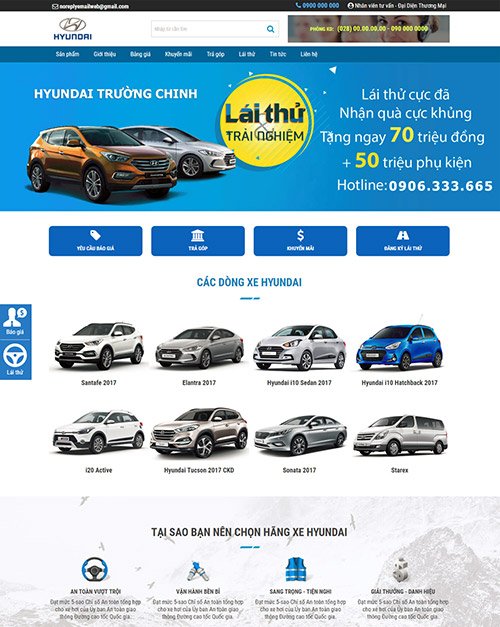 noreplyemailweb@gmail.com
0900 000 000
Nhân viên tư vấn - Đại Diện Thương Mại
HYUNDAI
Nhập từ cần tìm
PHÒNG KD: (028) 00.00.00.00 - 090 0000000
Sản phẩm
Giới thiệu
Bảng giá
Khuyến mãi
Trả góp
Lái thử
Tin tức
Liên hệ
HYUNDAI TRƯỜNG CHINH
Lái thử
&
TRẢI NGHIỆM
Lái thử cực đã
Nhận quà cực khủng
Tặng ngay 70 triệu đồng
+ 50 triệu phụ kiện
Hotline: 0906.333.665
YÊU CẦU BÁO GIÁ
TRẢ GÓP
KHUYẾN MÃI
ĐĂNG KÝ LÁI THỬ
CÁC DÒNG XE HYUNDAI
Báo giá
Lái thử
Santafe 2017
Elantra 2017
Hyundai i10 Sedan 2017
Hyundai i10 Hatchback 2017
i20 Active
Hyundai Tucson 2017 CKD
Sonata 2017
Starex
TẠI SAO BẠN NÊN CHỌN HÃNG XE HYUNDAI
AN TOÀN VƯỢT TRỘI
Đạt mức 5-sao Chỉ số An toàn tổng hợp
cho xe hơi của Ủy ban An toàn giao
thông Đường cao tốc Quốc gia.
VẬN HÀNH BỀN BỈ
Đạt mức 5-sao Chỉ số An toàn tổng hợp
cho xe hơi của Ủy ban An toàn giao
thông Đường cao tốc Quốc gia.
SANG TRỌNG - TIỆN NGHI
Đạt mức 5-sao Chỉ số An toàn tổng hợp
cho xe hơi của Ủy ban An toàn giao
thông Đường cao tốc Quốc gia.
GIẢI THƯỞNG - DANH HIỆU
Đạt mức 5-sao Chỉ số An toàn tổng hợp
cho xe hơi của Ủy ban An toàn giao
thông Đường cao tốc Quốc gia.